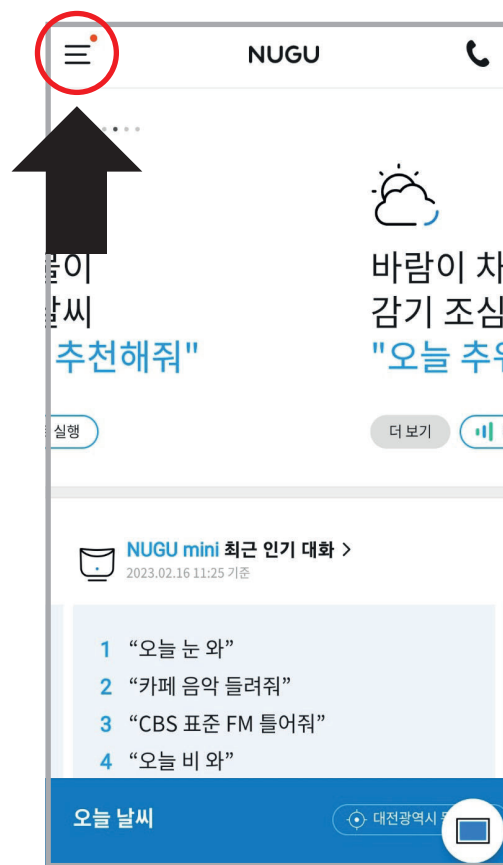 NUGU
바람이
감기 조심
추천해줘"
"오늘
실행
더 보기
NUGU mini 최근 인기 대화 >
2023.02.16 11:25 기준
1 “오늘 눈 와”
2 “카페 음악 들려줘”
3 “CBS 표준 FM 틀어줘”
4 “오늘 비 와”
오늘 날씨
대전광역시